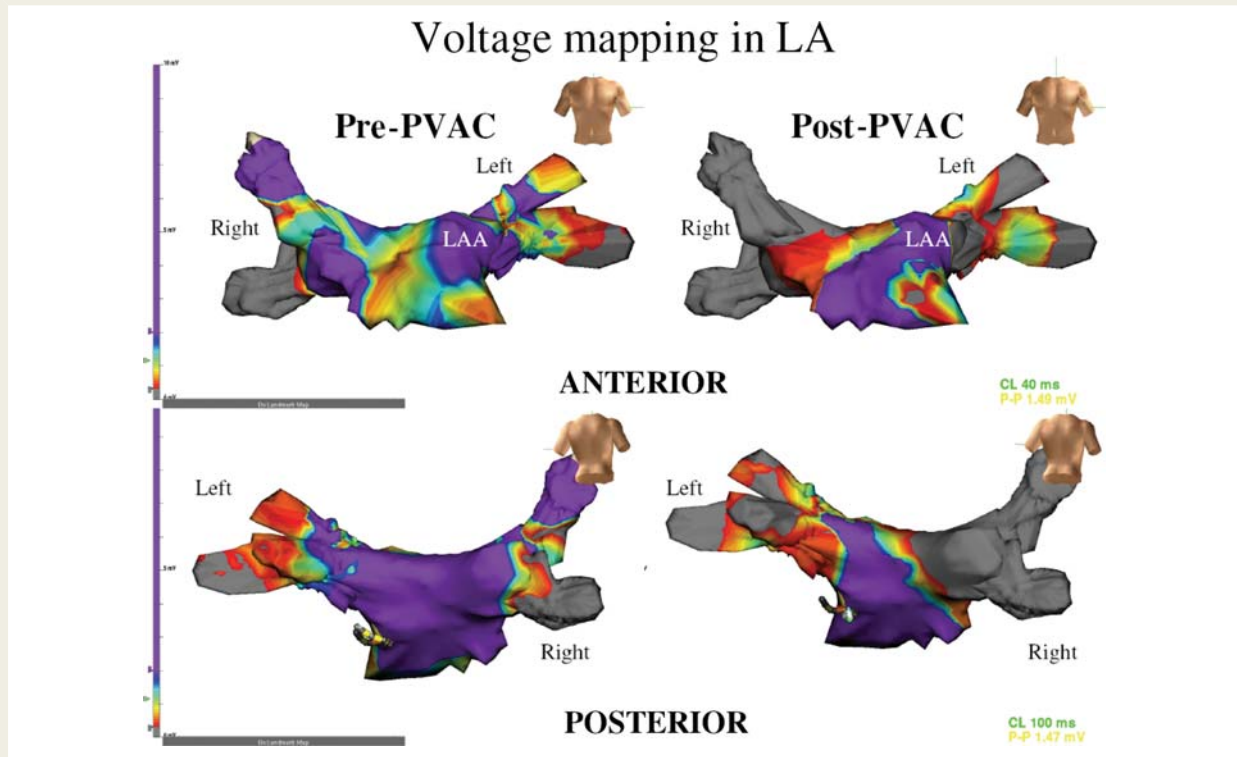 Voltage mapping in LA
Pre-PVAC
Post-PVAC
Left
Left
Right
Right
LAA
LAA
ANTERIOR
CL 40 ms
P-P 1.49 mV
Left
Left
Right
Right
POSTERIOR
CL 100 ms
P-P 1.47 mV